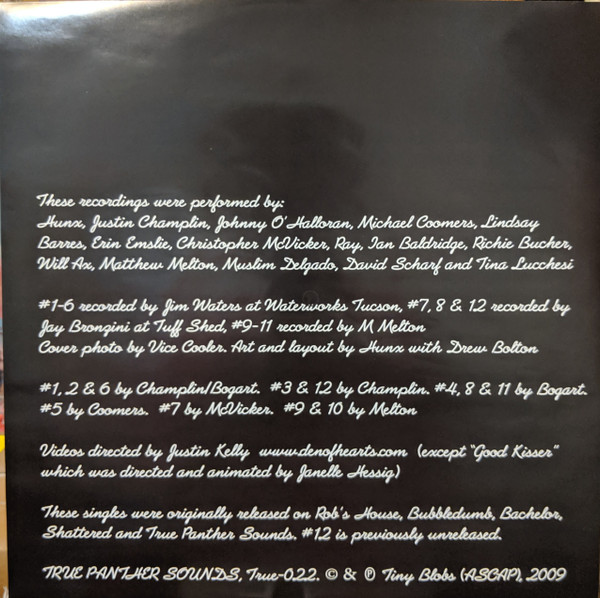 These recordings were performed by:
Hunx, Justin Champlin, Johnny O'Halloran, Michael Coomers, Lindsay
Barres, Erin Emslie, Christopher McVicker, Ray, Ian Baldridge, Richie Bucher,
Will Ax, Matthew Melton, Muslim Delgado, David Scharf and Tina Lucchesi
#1-6 recorded by Jim Waters at Waterworks Tucson, #7, 8 & 12 recorded by
Jay Bronzini at Tuff Shed, #9-11 recorded by M Melton
Cover photo by Vice Cooler. Art and layout by Hunx with Drew Bolton
#1, 2 & 6 by Champlin/Bogart. #3 & 12 by Champlin. #4, 8 & 11 by Bogart.
#5 by Coomers. #7 by McVicker. #9 & 10 by Melton
Videos directed by Justin Kelly www.denofhearts.com (except "Good Kisser"
which was directed and animated by Janelle Hessig)
These singles were originally released on Rob's House, Bubbledumb, Bachelor,
Shattered and True Panther Sounds. #12 is previously unreleased.
TRUE PANTHER SOUNDS, True-022. © & ℗ Tiny Blobs (ASCAP), 2009